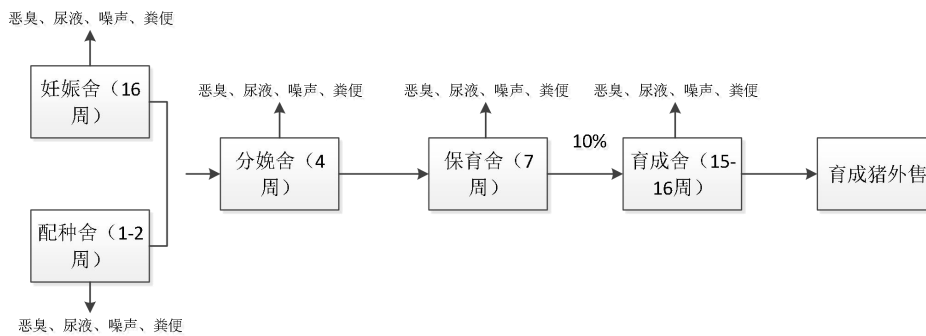 恶臭、尿液、噪声、粪便
妊娠舍（16
周）
恶臭、尿液、噪声、粪便
恶臭、尿液、噪声、粪便
恶臭、尿液、噪声、粪便
分娩舍（4
周）
保育舍（7
周）
10%
育成舍（15-
16周）
育成猪外售
配种舍（1-2
周）
恶臭、尿液、噪声、粪便